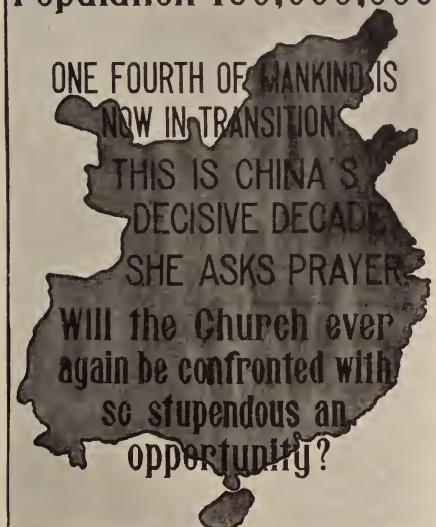 Population
ONE FOURTH OF MANKIND IS
NOW IN TRANSITION.
THIS IS CHINA'S
DECISIVE DECADE.
SHE ASKS PRAYER.
Will the Church ever
again be confronted with
so stupendous an
opportunity?